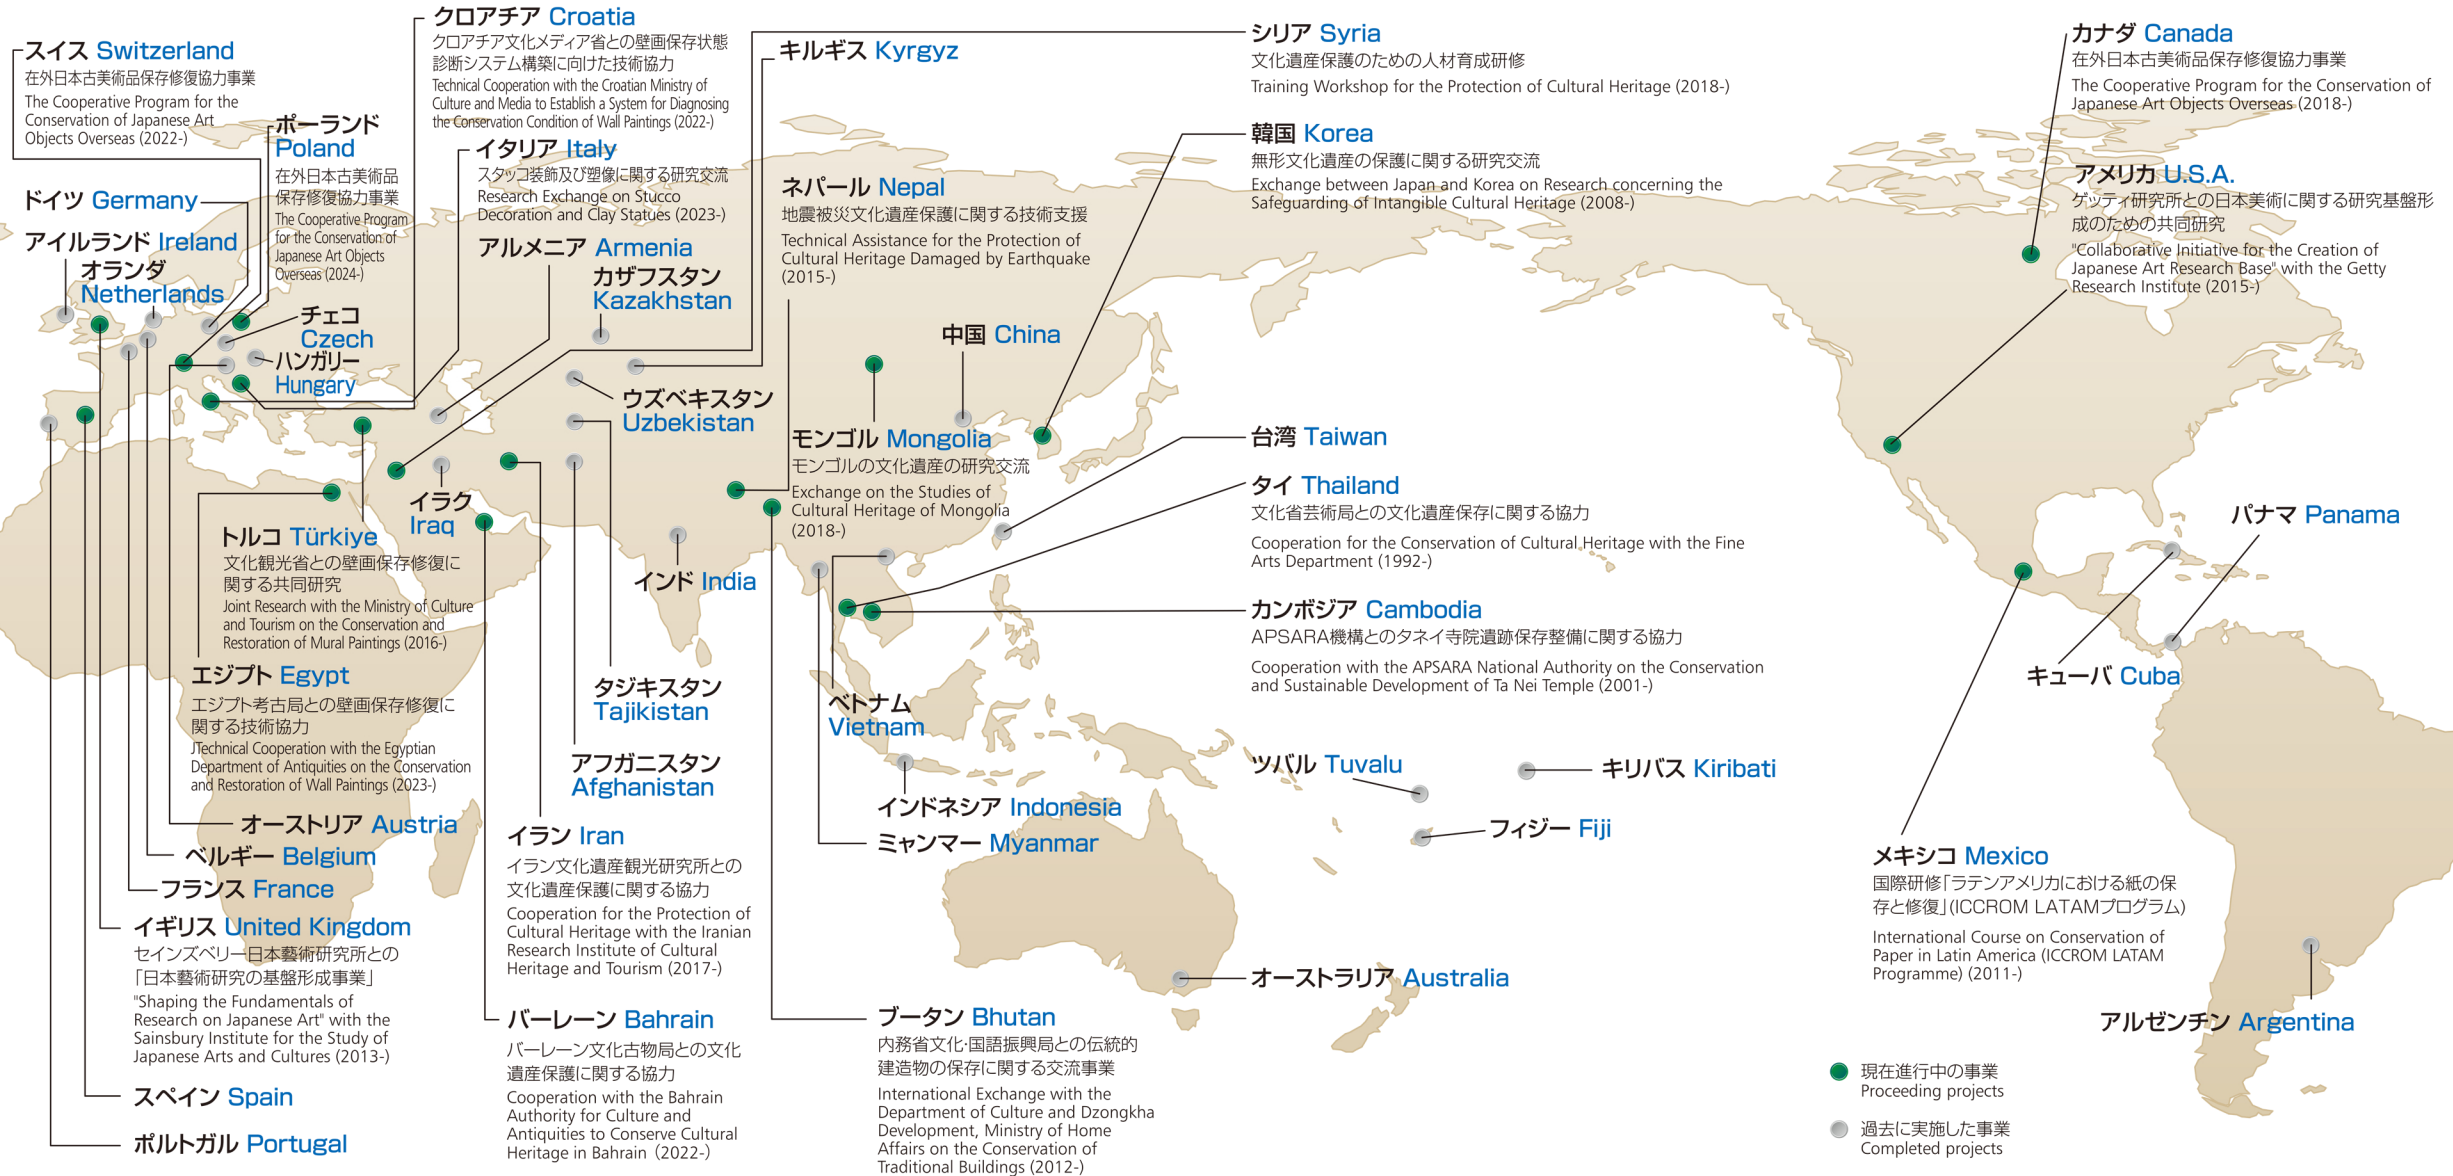 スイス Switzerland
在外日本古美術品保存修復協力事業
The Cooperative Program for the
Conservation of Japanese Art
Objects Overseas (2022-)
ドイツ Germany
アイルランド Ireland
オランダ
Netherlands
ポーランド
Poland
在外日本古美術品
保存修復協力事業
The Cooperative Program
for the Conservation of
Japanese Art Objects
Overseas (2024-)
チェコ
Czech
ハンガリー
Hungary
クロアチア Croatia
クロアチア文化メディア省との壁画保存状態
診断システム構築に向けた技術協力
Technical Cooperation with the Croatian Ministry of
Culture and Media to Establish a System for Diagnosing
the Conservation Condition of Wall Paintings (2022-)
イタリア Italy
スタッコ装飾及び塑像に関する研究交流
Research Exchange on Stucco
Decoration and Clay Statues (2023-)
アルメニア Armenia
カザフスタン
Kazakhstan
キルギス Kyrgyz
ネパール Nepal
地震被災文化遺産保護に関する技術支援
Technical Assistance for the Protection of
Cultural Heritage Damaged by Earthquake
(2015-)
中国 China
ウズベキスタン
Uzbekistan
モンゴル Mongolia
モンゴルの文化遺産の研究交流
Exchange on the Studies of
Cultural Heritage of Mongolia
(2018-)
シリア Syria
文化遺産保護のための人材育成研修
Training Workshop for the Protection of Cultural Heritage (2018-)
韓国 Korea
無形文化遺産の保護に関する研究交流
Exchange between Japan and Korea on Research concerning the
Safeguarding of Intangible Cultural Heritage (2008-)
台湾 Taiwan
タイ Thailand
文化省芸術局との文化遺産保存に関する協力
Cooperation for the Conservation of Cultural Heritage with the Fine
Arts Department (1992-)
カンボジア Cambodia
APSARA機構とのタネイ寺院遺跡保存整備に関する協力
Cooperation with the APSARA National Authority on the Conservation
and Sustainable Development of Ta Nei Temple (2001-)
カナダ Canada
在外日本古美術品保存修復協力事業
The Cooperative Program for the Conservation of
Japanese Art Objects Overseas (2018-)
アメリカ U.S.A.
ゲッティ研究所との日本美術に関する研究基盤形
成のための共同研究
"Collaborative Initiative for the Creation of
Japanese Art Research Base" with the Getty
Research Institute (2015-)
パナマ Panama
キューバ Cuba
イラク
Iraq
トルコ Türkiye
文化観光省との壁画保存修復に
関する共同研究
Joint Research with the Ministry of Culture
and Tourism on the Conservation and
Restoration of Mural Paintings (2016-)
エジプト Egypt
エジプト考古局との壁画保存修復に
関する技術協力
JTechnical Cooperation with the Egyptian
Department of Antiquities on the Conservation
and Restoration of Wall Paintings (2023-)
インド India
タジキスタン
Tajikistan
アフガニスタン
Afghanistan
ベトナム
Vietnam
インドネシア Indonesia
ミャンマー Myanmar
ツバル Tuvalu
キリバス Kiribati
フィジー Fiji
オーストリア Austria
ベルギー Belgium
フランス France
イギリス United Kingdom
セインズベリー日本藝術研究所との
「日本藝術研究の基盤形成事業」
"Shaping the Fundamentals of
Research on Japanese Art" with the
Sainsbury Institute for the Study of
Japanese Arts and Cultures (2013-)
スペイン Spain
ポルトガル Portugal
イラン Iran
イラン文化遺産観光研究所との
文化遺産保護に関する協力
Cooperation for the Protection of
Cultural Heritage with the Iranian
Research Institute of Cultural
Heritage and Tourism (2017-)
バーレーン Bahrain
バーレーン文化古物局との文化
遺産保護に関する協力
Cooperation with the Bahrain
Authority for Culture and
Antiquities to Conserve Cultural
Heritage in Bahrain (2022-)
ブータン Bhutan
内務省文化・国語振興局との伝統的
建造物の保存に関する交流事業
International Exchange with the
Department of Culture and Dzongkha
Development, Ministry of Home
Affairs on the Conservation of
Traditional Buildings (2012-)
オーストラリア Australia
メキシコ Mexico
国際研修「ラテンアメリカにおける紙の保
存と修復」(ICCROM LATAMプログラム)
International Course on Conservation of
Paper in Latin America (ICCROM LATAM
Programme) (2011-)
アルゼンチン Argentina
現在進行中の事業
Proceeding projects
過去に実施した事業
Completed projects